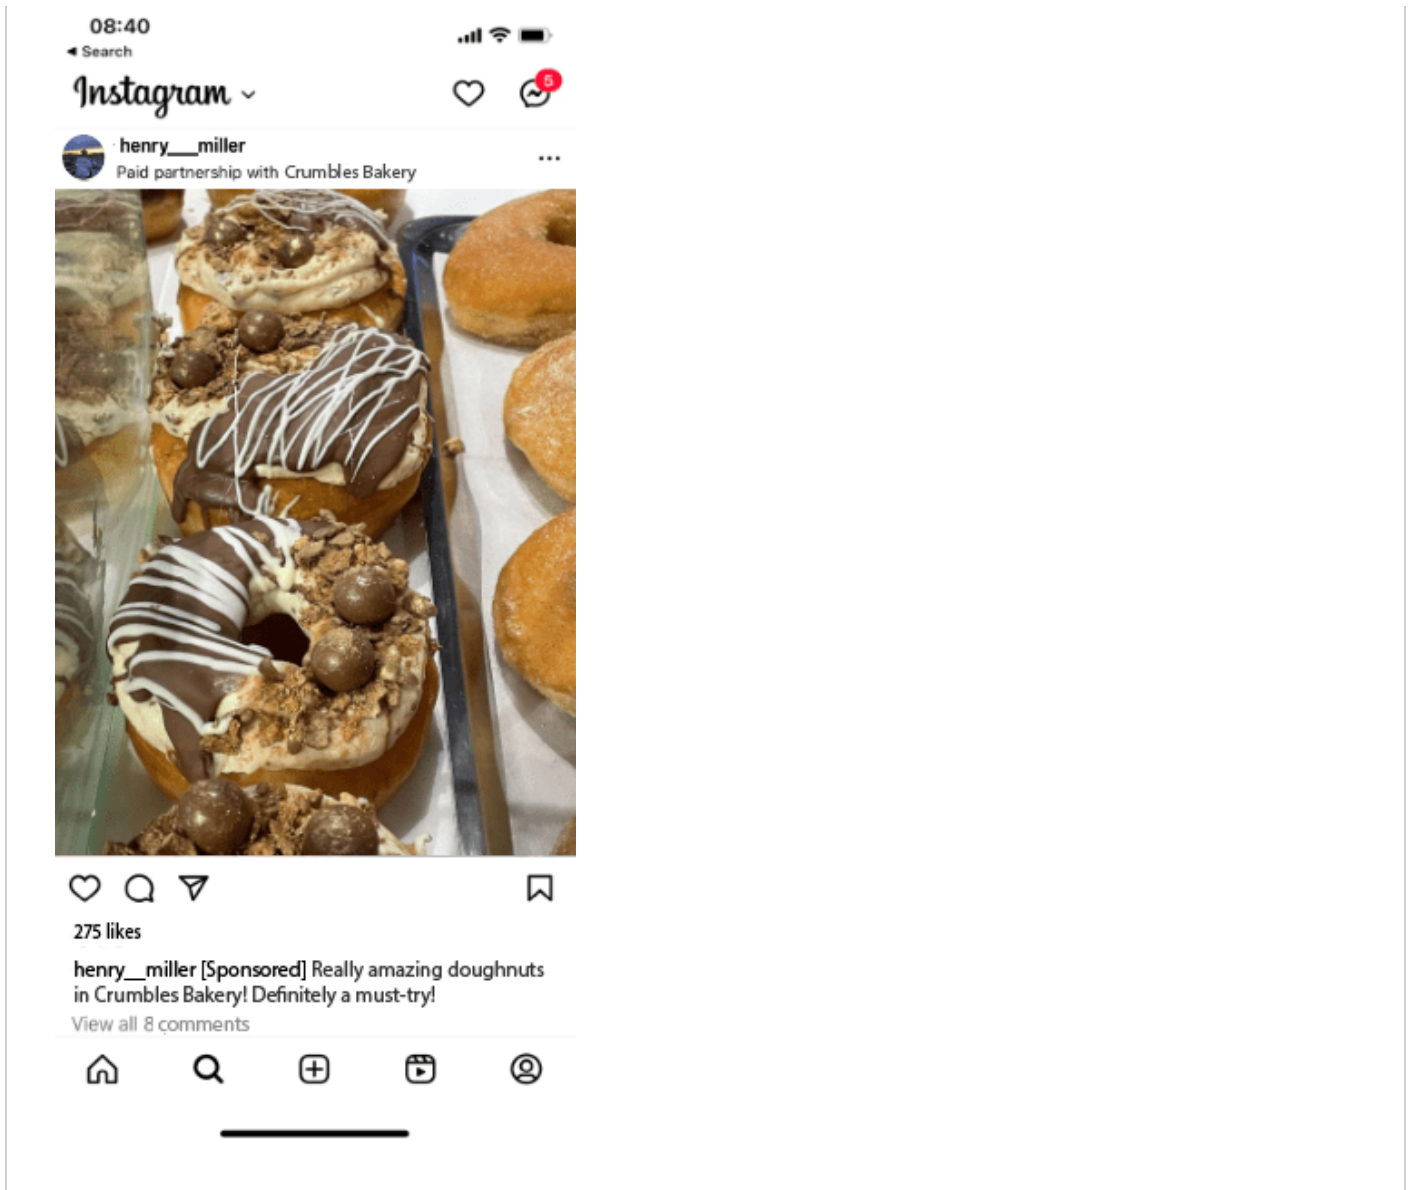 08:40
◀ Search
Instagram
5
henry___miller
Paid partnership with Crumbles Bakery
275 likes
henry__miller [Sponsored] Really amazing doughnuts
in Crumbles Bakery! Definitely a must-try!
View all 8 comments